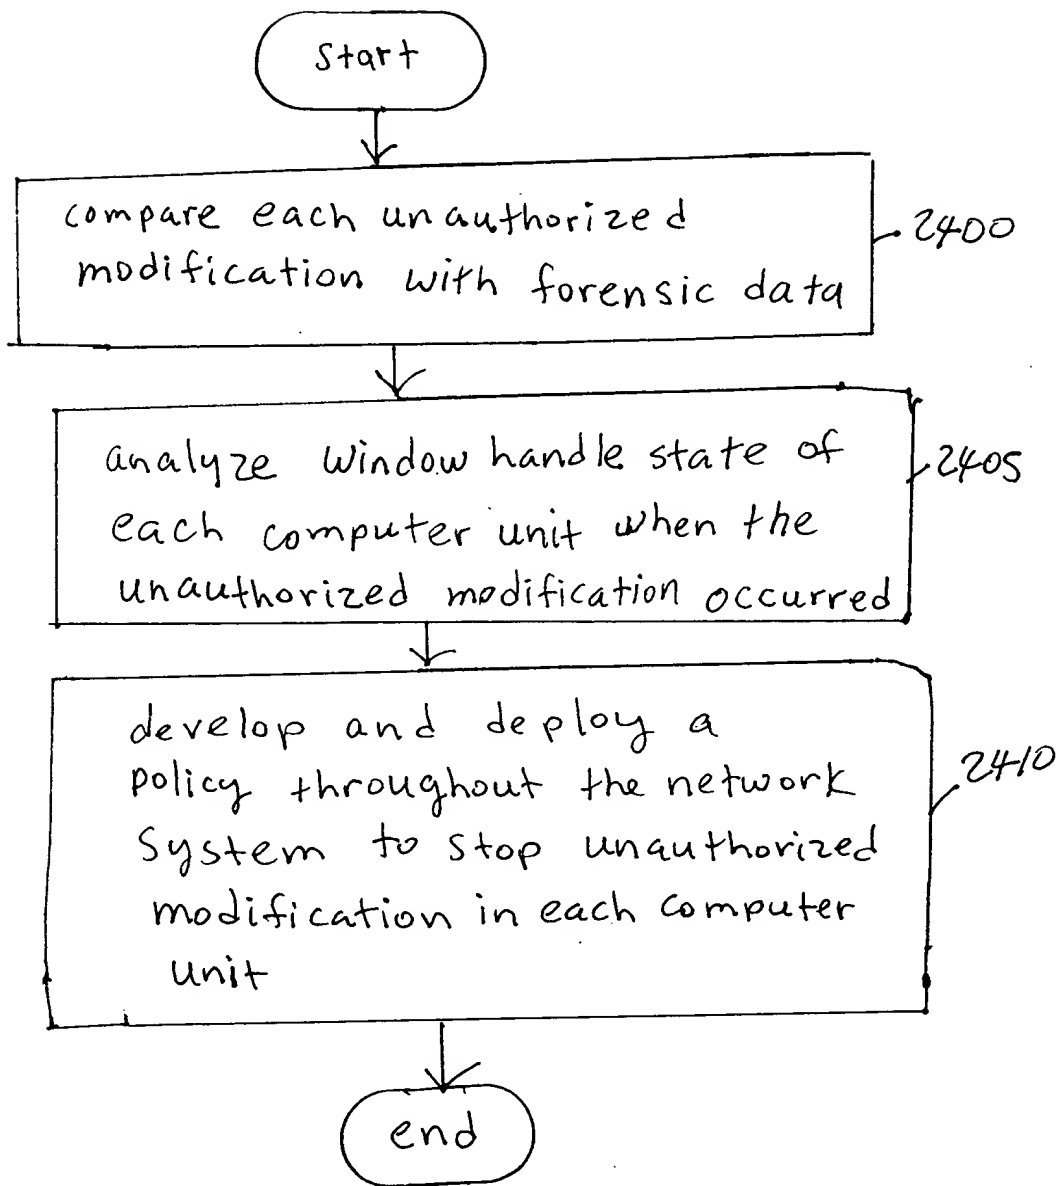 start
compare each unauthorized
modification with forensic data
2400
analyze window handle state of
each computer unit when the
unauthorized modification occurred
2405
develop and deploy a
policy throughout the network
system to stop unauthorized
modification in each computer
unit
2410
end